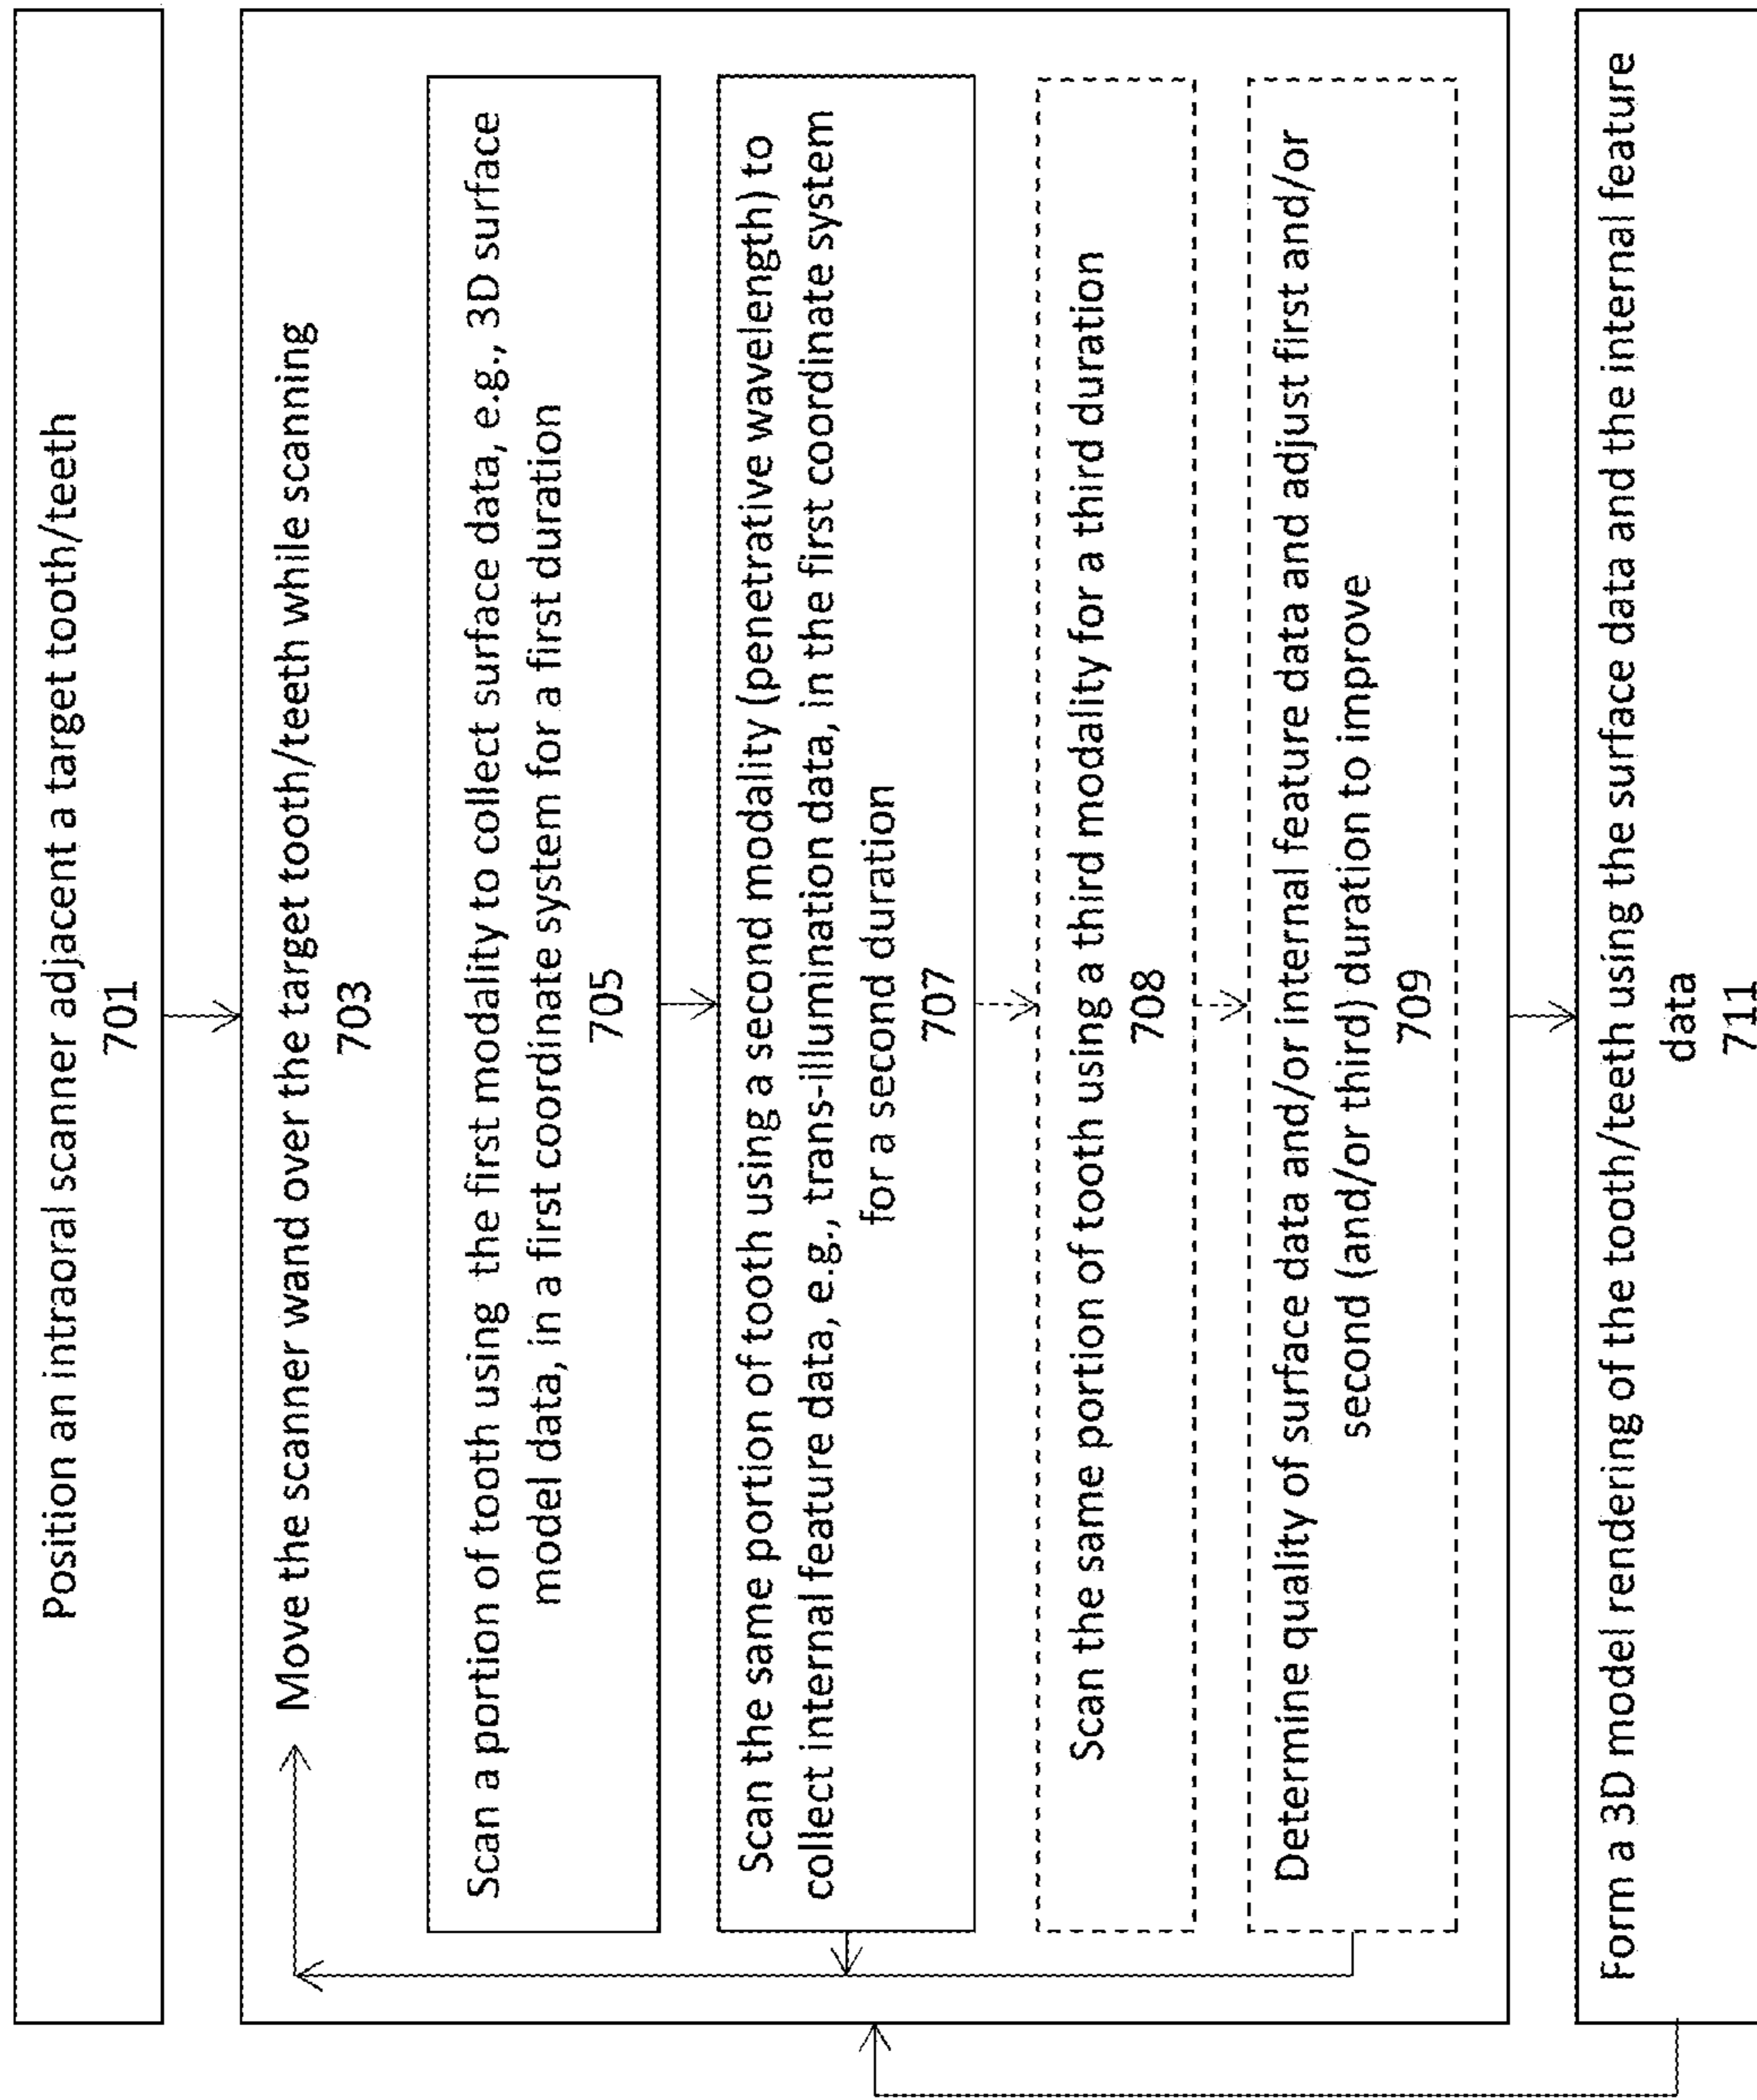 Position an intraoral scanner adjacent a target tooth/teeth
701
Move the scanner wand over the target tooth/teeth while scanning
703
Scan a portion of tooth using the first modality to collect surface data, e.g., 3D surface
model data, in a first coordinate system for a first duration
705
Scan the same portion of tooth using a second modality (penetrative wavelength) to
collect internal feature data, e.g., trans-illumination data, in the first coordinate system
for a second duration
707
Scan the same portion of tooth using a third modality for a third duration
708
Determine quality of surface data and/or internal feature data and adjust first and/or
second (and/or third) duration to improve
709
Form a 3D model rendering of the tooth/teeth using the surface data and the internal feature
data
711